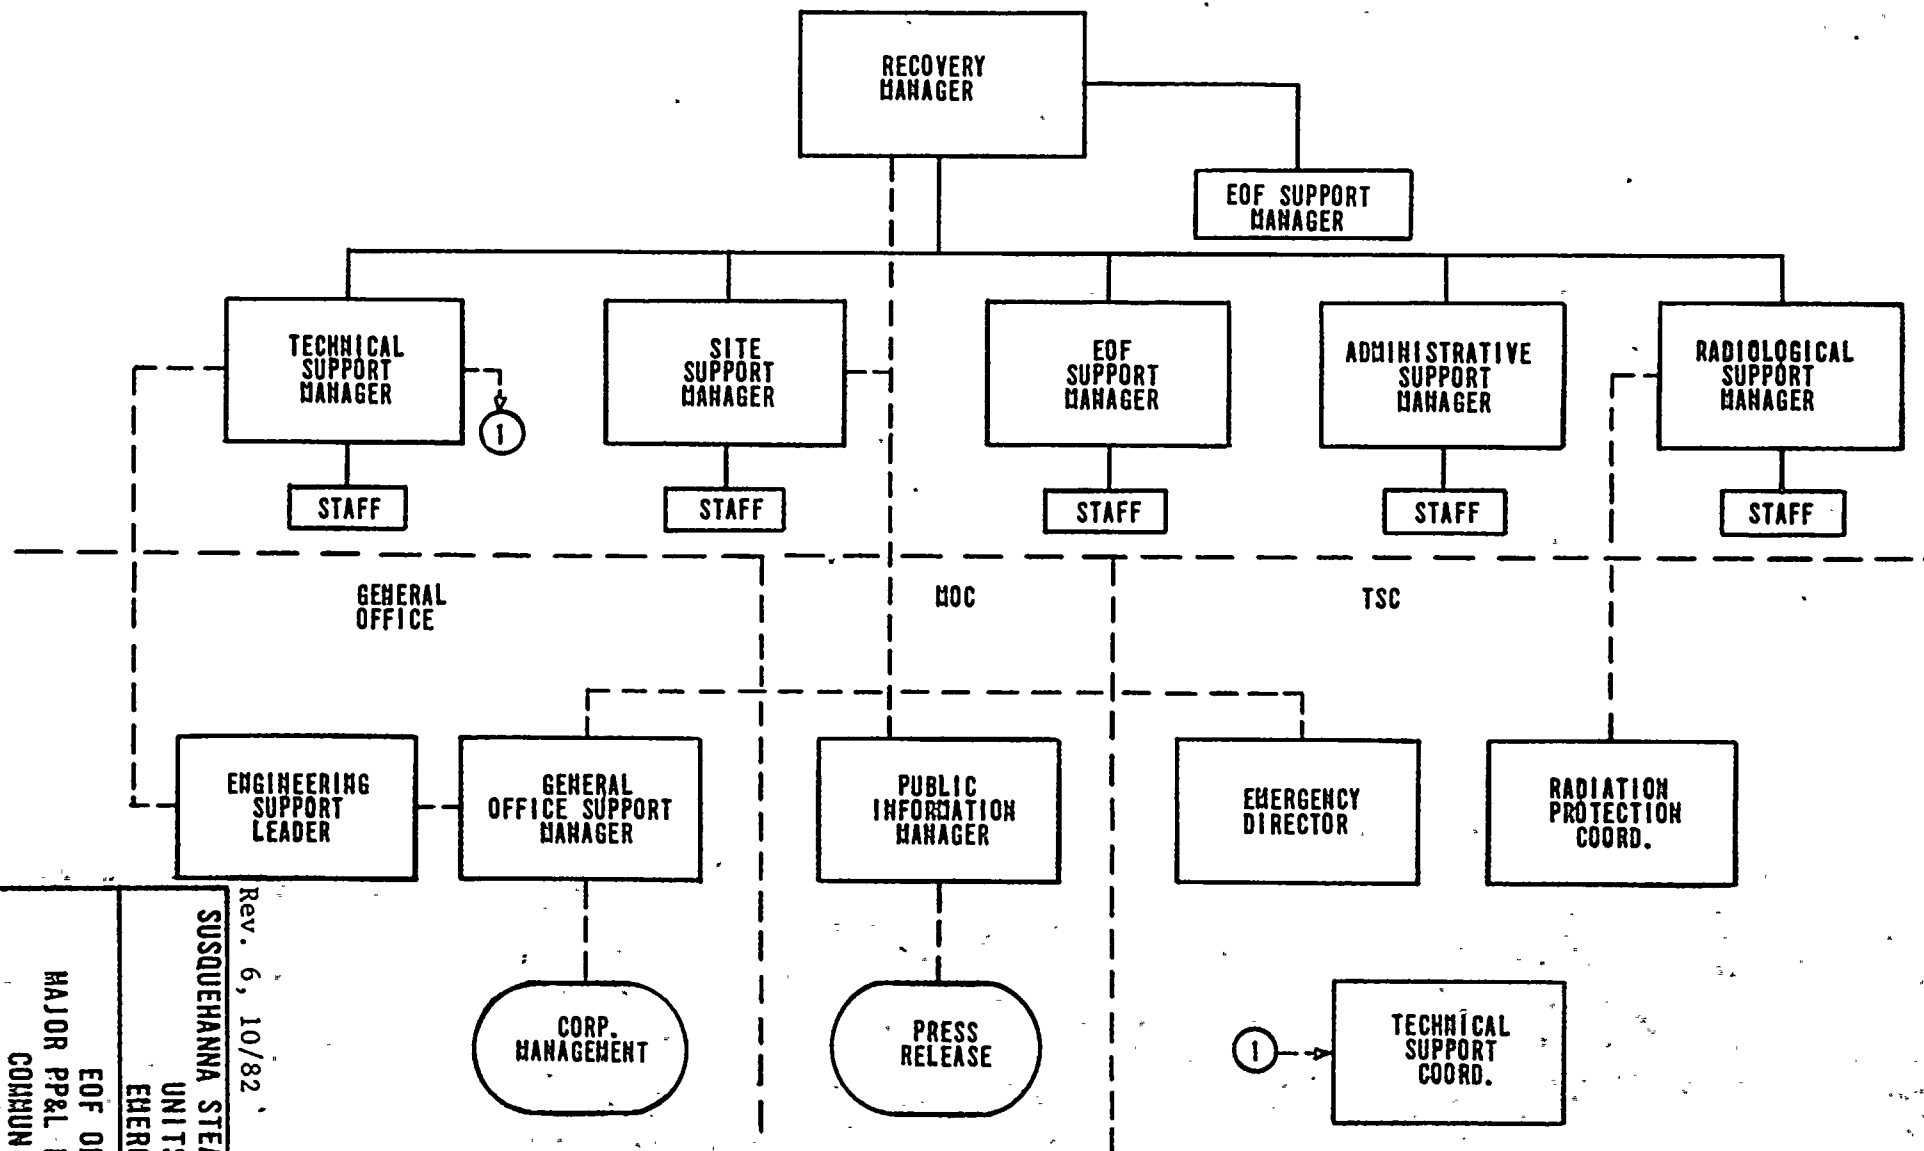 RECOVERY
MANAGER
EOF SUPPORT
MANAGER
TECHNICAL
SUPPORT
MANAGER
1
SITE
SUPPORT
MANAGER
EOF
SUPPORT
MANAGER
ADMINISTRATIVE
SUPPORT
MANAGER
RADIOLOGICAL
SUPPORT
MANAGER
STAFF
STAFF
STAFF
STAFF
STAFF
GENERAL
OFFICE
MOC
TSC
ENGINEERING
SUPPORT
LEADER
GENERAL
OFFICE SUPPORT
MANAGER
PUBLIC
INFORMATION
MANAGER
EMERGENCY
DIRECTOR
RADIATION
PROTECTION
COORD.
CORP.
MANAGEMENT
PRESS
RELEASE
1
TECHNICAL
SUPPORT
COORD.
Rev. 6, 10/82
SUSQUEHANNA STEA
UNITS
EMERG
EOF
MAJOR PP&L
COMMUN